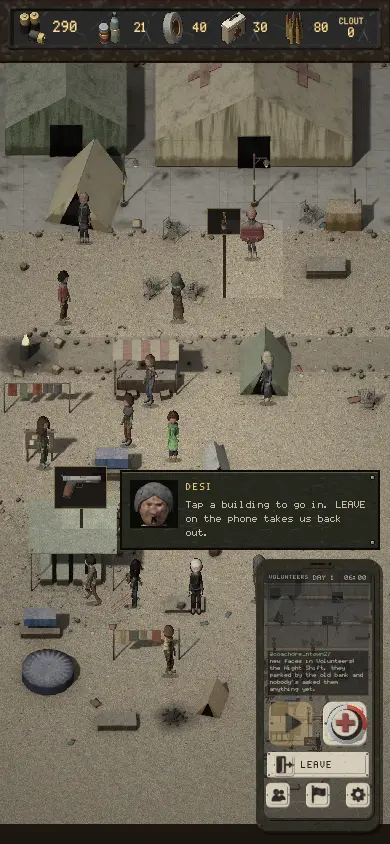 290
21
40
30
80
CLOUT
0
DESI
Tap a building to go in. LEAVE
on the phone takes us back
out.
VOLUNTEERS DAY 1 06:00
new faces in Volunteers!
the Night Shift, they
parked by the old bank and
nobody's asked them
anything yet.
LEAVE